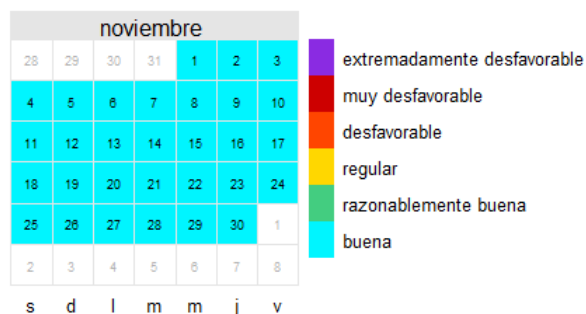 noviembre
28 29 30 31 1 2 3
4 5 6 7 8 9 10
11 12 13 14 15 16 17
18 19 20 21 22 23 24
25 26 27 28 29 30 1
2 3 4 5 6 7 8
s d l m m j v
extremadamente desfavorable
muy desfavorable
desfavorable
regular
razonablemente buena
buena